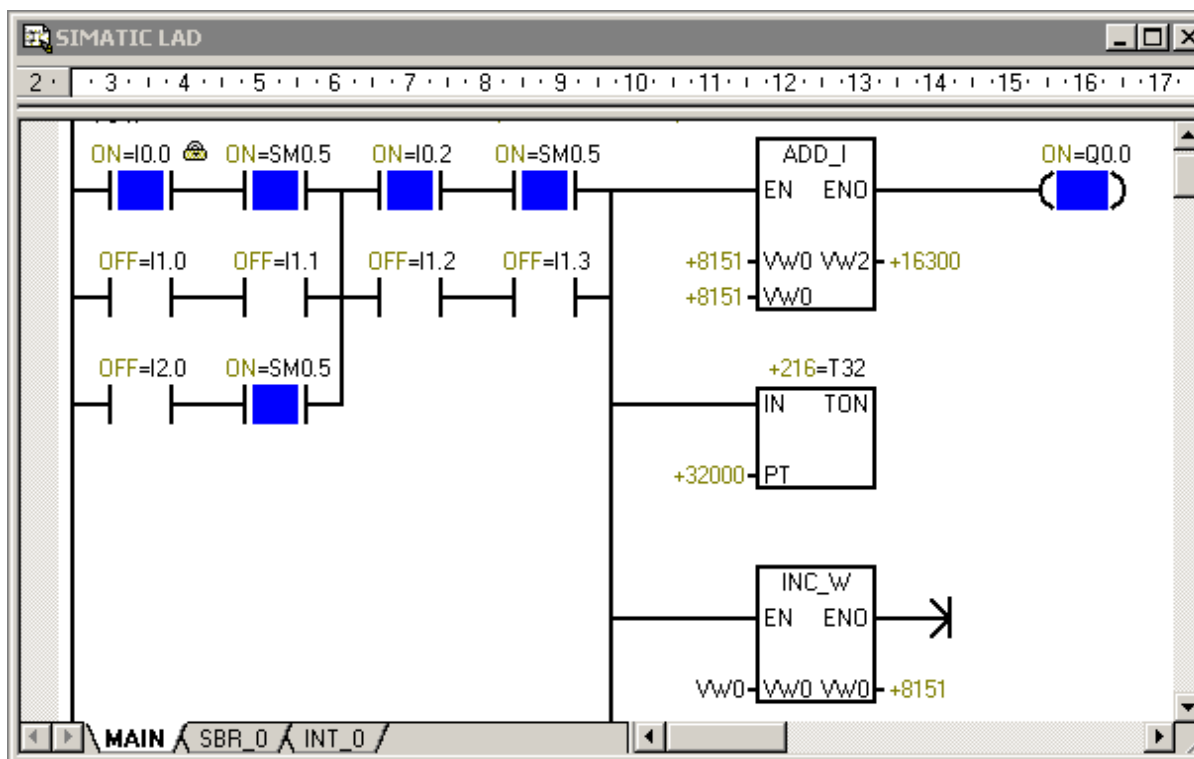 SIMATIC LAD
2 3 4 5 6 7 8 9 10 11 12 13 14 15 16 17
ON=I0.0 ON=SM0.5 ON=I0.2 ON=SM0.5 ADD_I ON=Q0.0
EN ENO
OFF=I1.0 OFF=I1.1 OFF=I1.2 OFF=I1.3 +8151 VW0 VW2 +16300
+8151 VW0
OFF=I2.0 ON=SM0.5 +216=T32
IN TON
+32000 PT
INC_W
EN ENO
VW0 VW0 VW0 +8151
MAIN SBR_0 INT_0